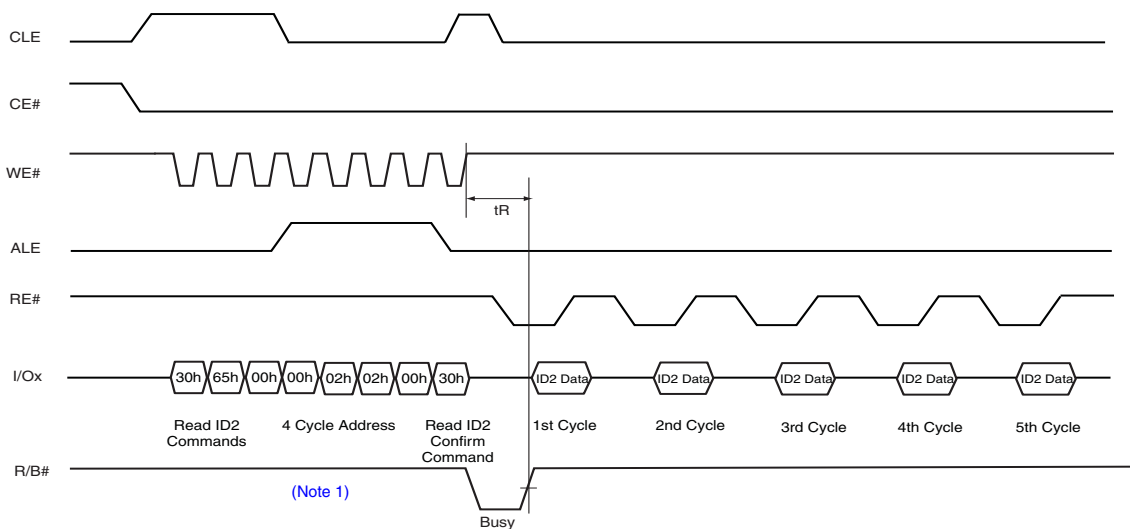 CLE
CE#
WE#
tR
ALE
RE#
I/Ox
30h 65h 00h 00h 02h 02h 00h 30h ID2 Data ID2 Data ID2 Data ID2 Data ID2 Data
Read ID2 Commands
4 Cycle Address
Read ID2 Confirm Command
1st Cycle
2nd Cycle
3rd Cycle
4th Cycle
5th Cycle
R/B#
(Note 1)
Busy